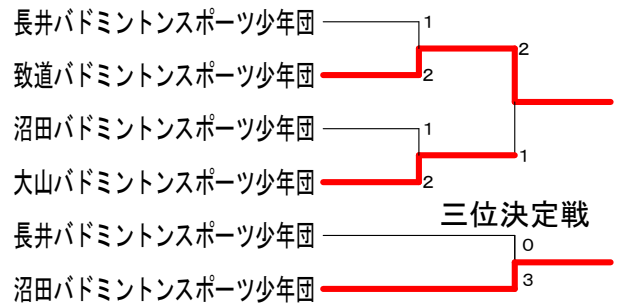 長井バドミントンスポーツ少年団
1
2
致道バドミントンスポーツ少年団
2
沼田バドミントンスポーツ少年団
1
1
大山バドミントンスポーツ少年団
2
三位決定戦
長井バドミントンスポーツ少年団
0
沼田バドミントンスポーツ少年団
3